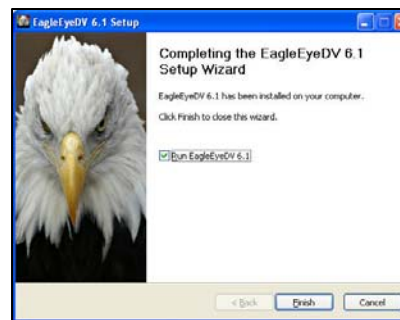 EagleEyeDV 6.1 Setup
Completing the EagleEyeDV 6.1
Setup Wizard
EagleEyeDV 6.1 has been installed on your computer.
Click Finish to close this wizard.
Run EagleEyeDV 6.1
< Back
Finish
Cancel